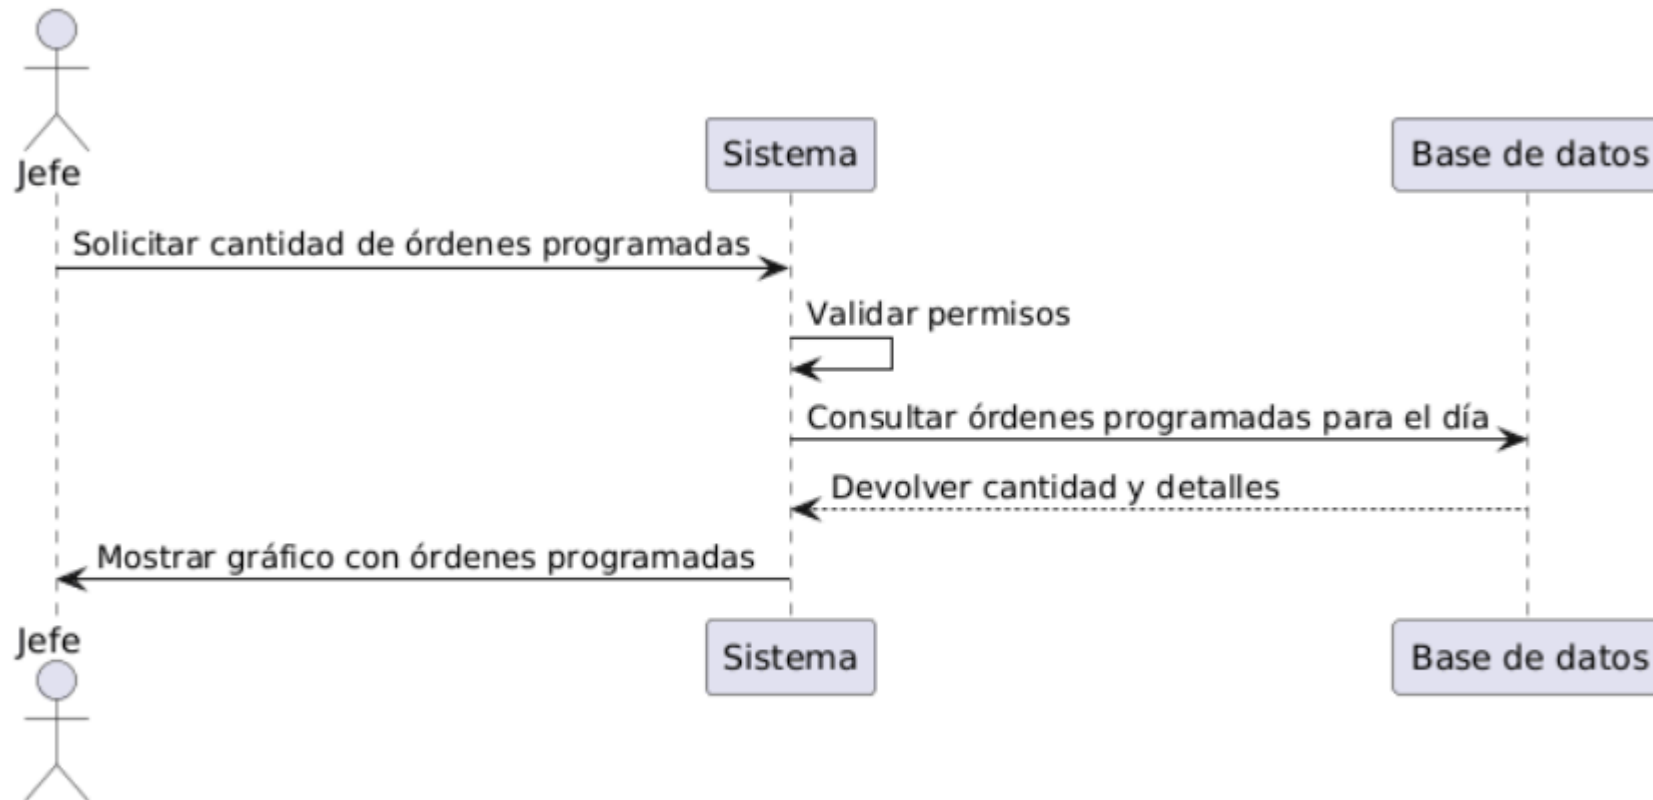 Jefe
Sistema
Base de datos
Solicitar cantidad de órdenes programadas
Validar permisos
Consultar órdenes programadas para el día
Devolver cantidad y detalles
Mostrar gráfico con órdenes programadas
Jefe
Sistema
Base de datos